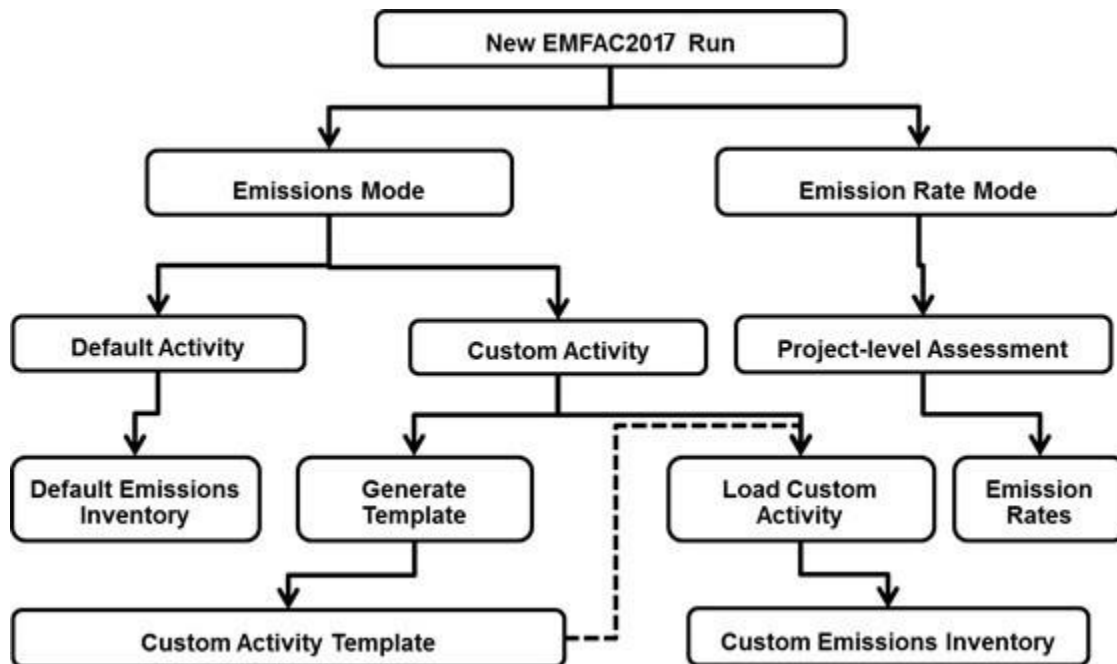 New EMFAC2017 Run
Emissions Mode
Emission Rate Mode
Default Activity
Custom Activity
Project-level Assessment
Default Emissions
Inventory
Generate
Template
Load Custom
Activity
Emission
Rates
Custom Activity Template
Custom Emissions Inventory